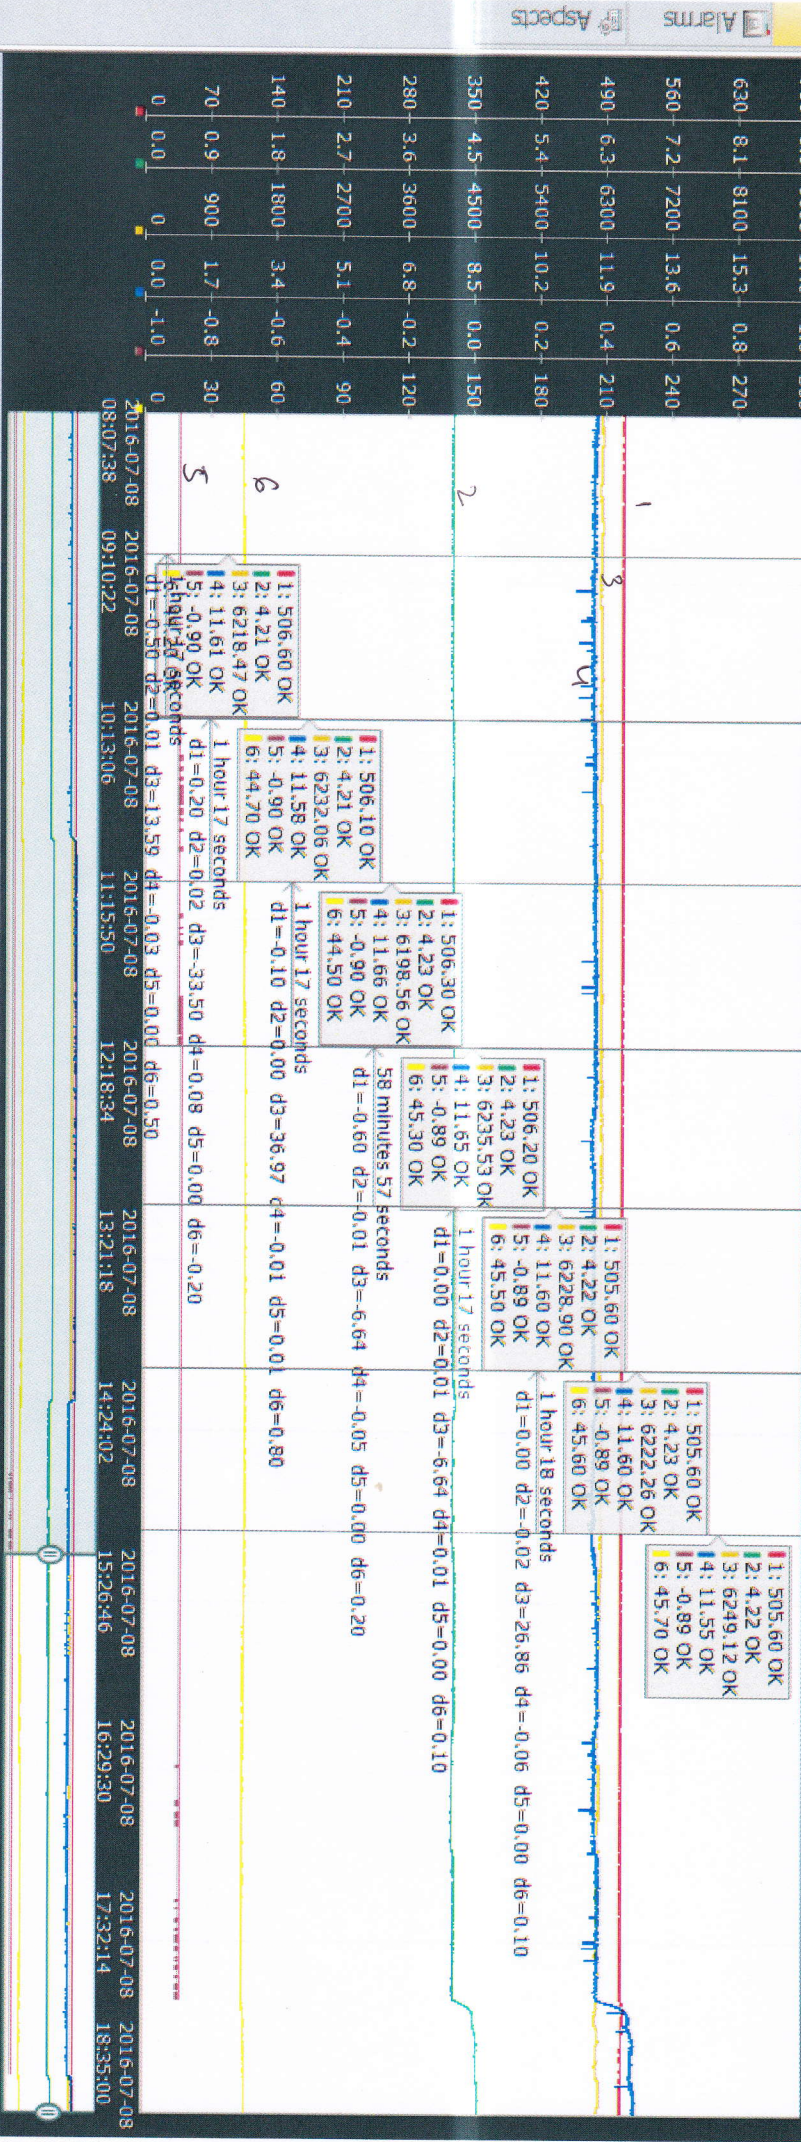 Alarms
Aspects
630 8.1 8100 15.3 0.8 270
560 7.2 7200 13.6 0.6 240
490 6.3 6300 11.9 0.4 210
420 5.4 5400 10.2 0.2 180
350 4.5 4500 8.5 0.0 150
280 3.6 3600 6.8 -0.2 120
210 2.7 2700 5.1 -0.4 90
140 1.8 1800 3.4 -0.6 60
70 0.9 900 1.7 -0.8 30
0 0.0 0 0.0 -1.0 0
1
3
4
2
6
5
1: 506.60 OK
2: 4.21 OK
3: 6218.47 OK
4: 11.61 OK
5: -0.90 OK
1 hour 17 seconds
d1=-0.50 d2=0.01 d3=13.59 d4=-0.03 d5=0.00 d6=0.50
1: 506.10 OK
2: 4.21 OK
3: 6232.06 OK
4: 11.58 OK
5: -0.90 OK
6: 44.70 OK
1 hour 17 seconds
d1=0.20 d2=0.02 d3=-33.50 d4=0.08 d5=0.00 d6=-0.20
1: 506.30 OK
2: 4.23 OK
3: 6198.56 OK
4: 11.66 OK
5: -0.90 OK
6: 44.50 OK
1 hour 17 seconds
d1=-0.10 d2=0.00 d3=36.97 d4=-0.01 d5=0.01 d6=0.80
1: 506.20 OK
2: 4.23 OK
3: 6235.53 OK
4: 11.65 OK
5: -0.89 OK
6: 45.30 OK
58 minutes 57 seconds
d1=-0.60 d2=-0.01 d3=-6.64 d4=-0.05 d5=0.00 d6=0.20
1: 505.60 OK
2: 4.22 OK
3: 6228.90 OK
4: 11.60 OK
5: -0.89 OK
6: 45.50 OK
1 hour 17 seconds
d1=0.00 d2=0.01 d3=-6.64 d4=0.01 d5=0.00 d6=0.10
1: 505.60 OK
2: 4.23 OK
3: 6222.26 OK
4: 11.60 OK
5: -0.89 OK
6: 45.60 OK
1 hour 18 seconds
d1=0.00 d2=-0.02 d3=26.86 d4=-0.06 d5=0.00 d6=0.10
1: 505.60 OK
2: 4.22 OK
3: 6249.12 OK
4: 11.55 OK
5: -0.89 OK
6: 45.70 OK
2016-07-08 2016-07-08 2016-07-08 2016-07-08 2016-07-08 2016-07-08 2016-07-08 2016-07-08 2016-07-08 2016-07-08 2016-07-08
08:07:38 09:10:22 10:13:06 11:15:50 12:18:34 13:21:18 14:24:02 15:26:46 16:29:30 17:32:14 18:35:00